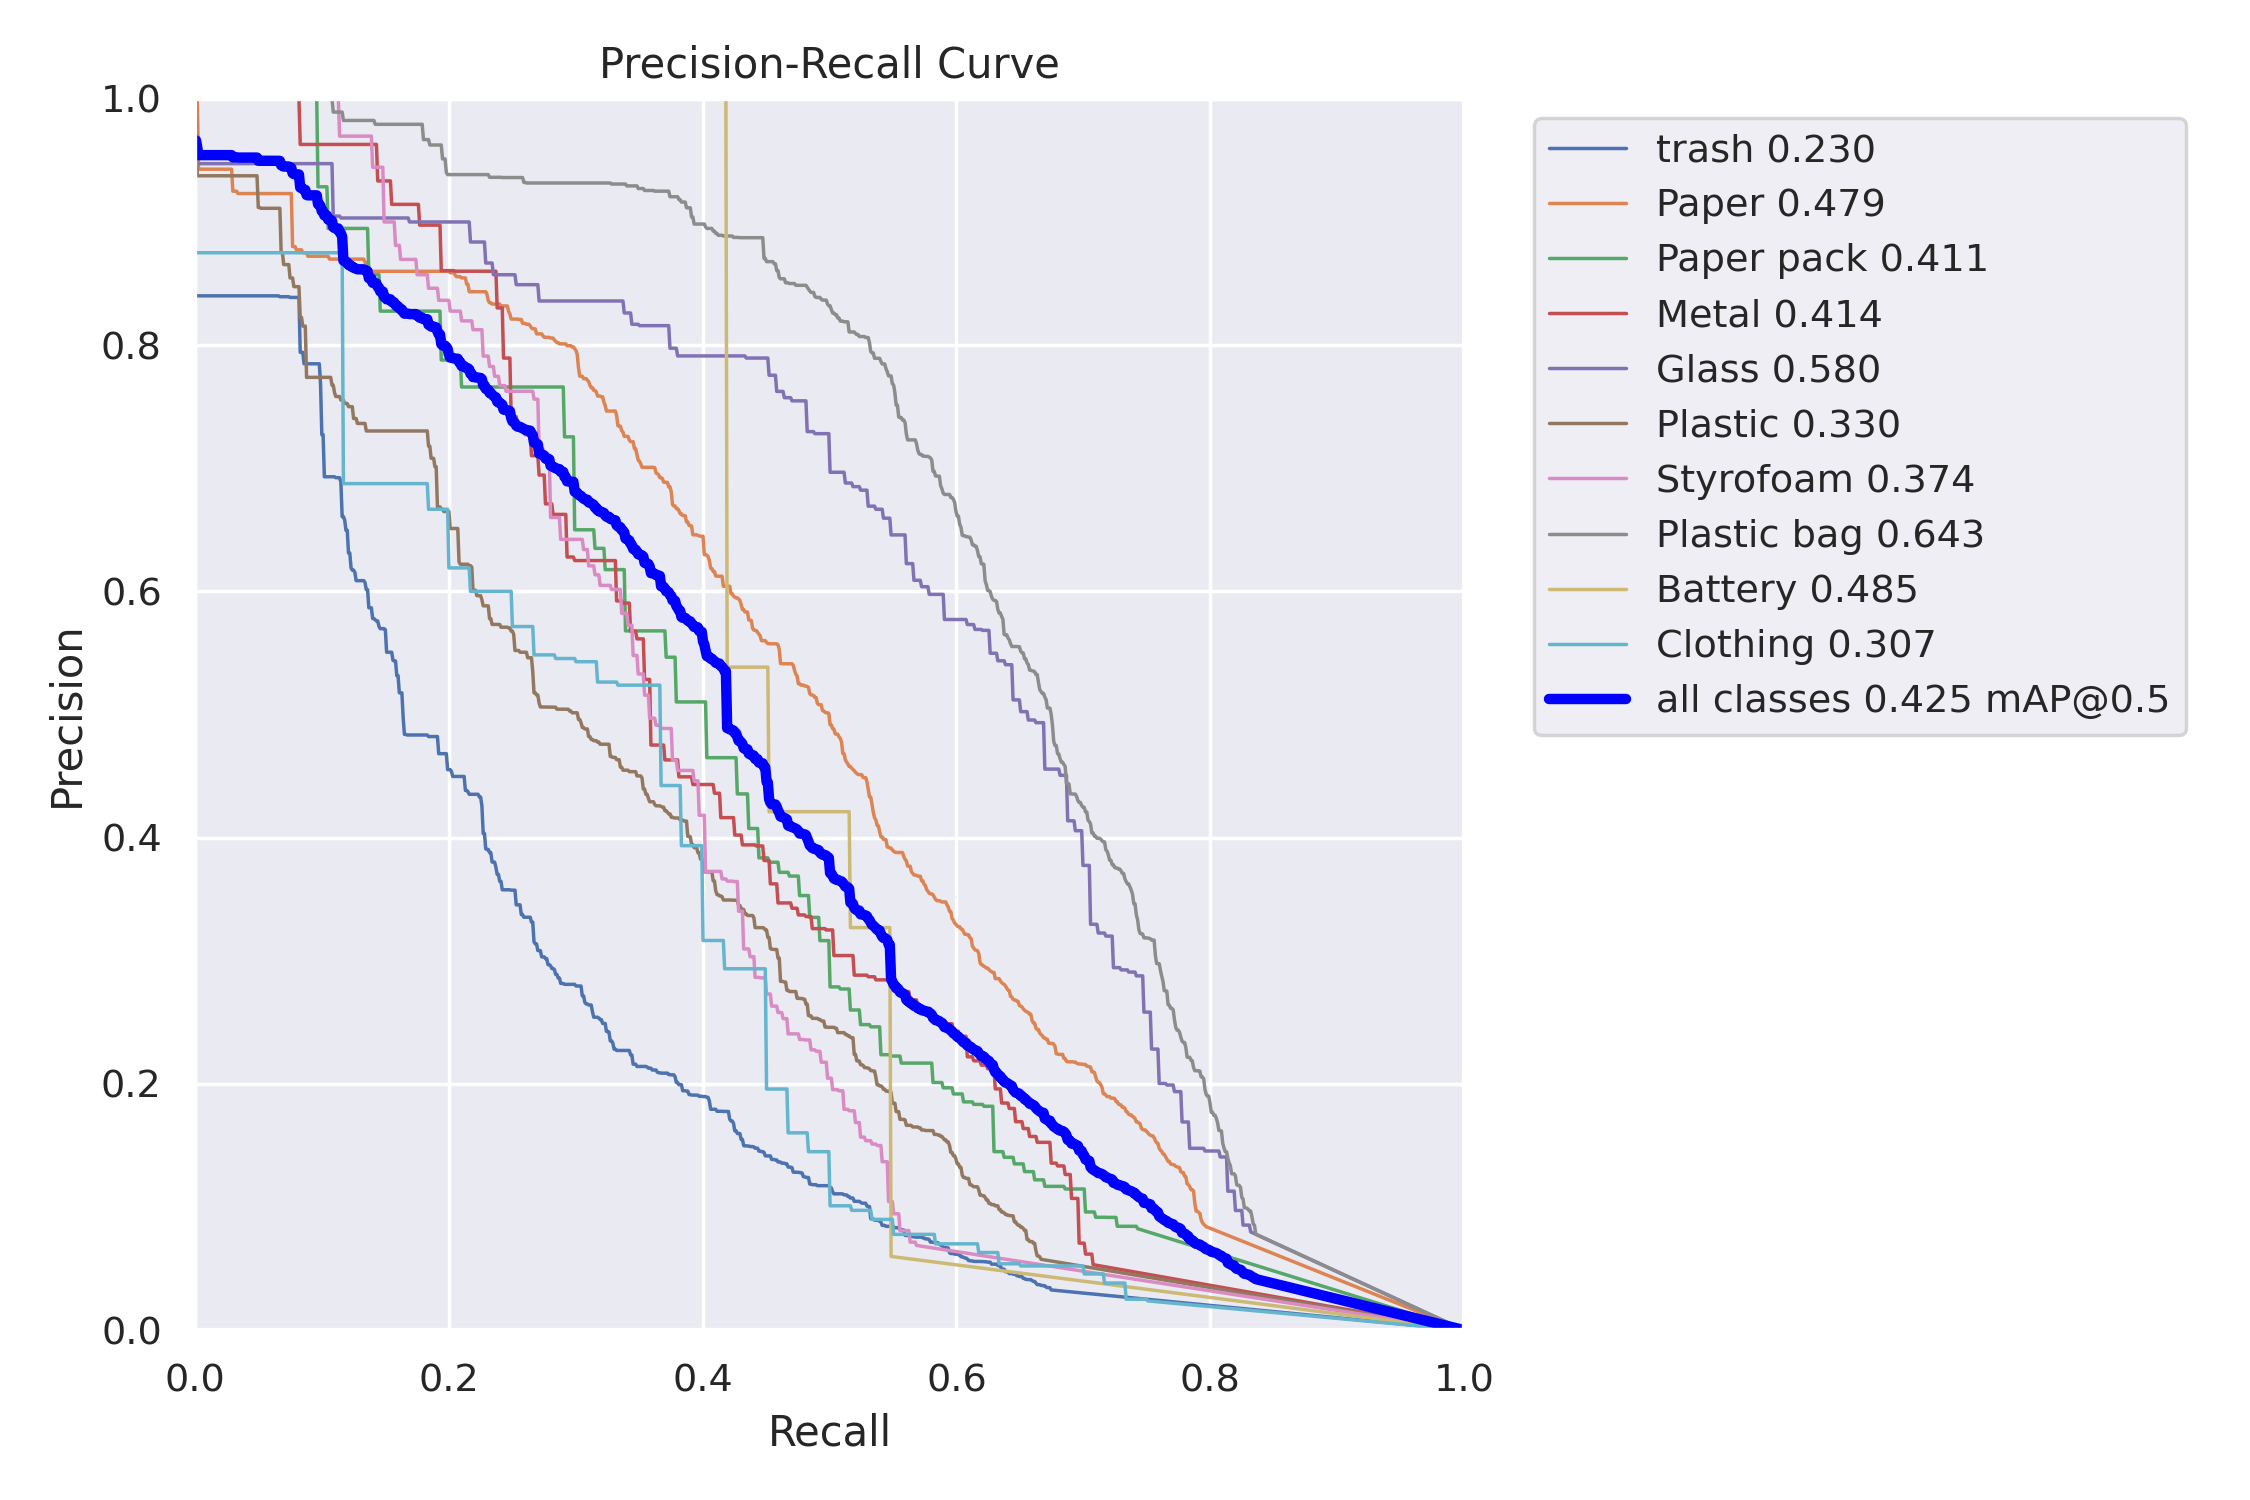 Precision-Recall Curve
1.0
0.8
0.6
0.4
0.2
0.0
Precision
0.0 0.2 0.4 0.6 0.8 1.0
Recall
trash 0.230
Paper 0.479
Paper pack 0.411
Metal 0.414
Glass 0.580
Plastic 0.330
Styrofoam 0.374
Plastic bag 0.643
Battery 0.485
Clothing 0.307
all classes 0.425 mAP@0.5